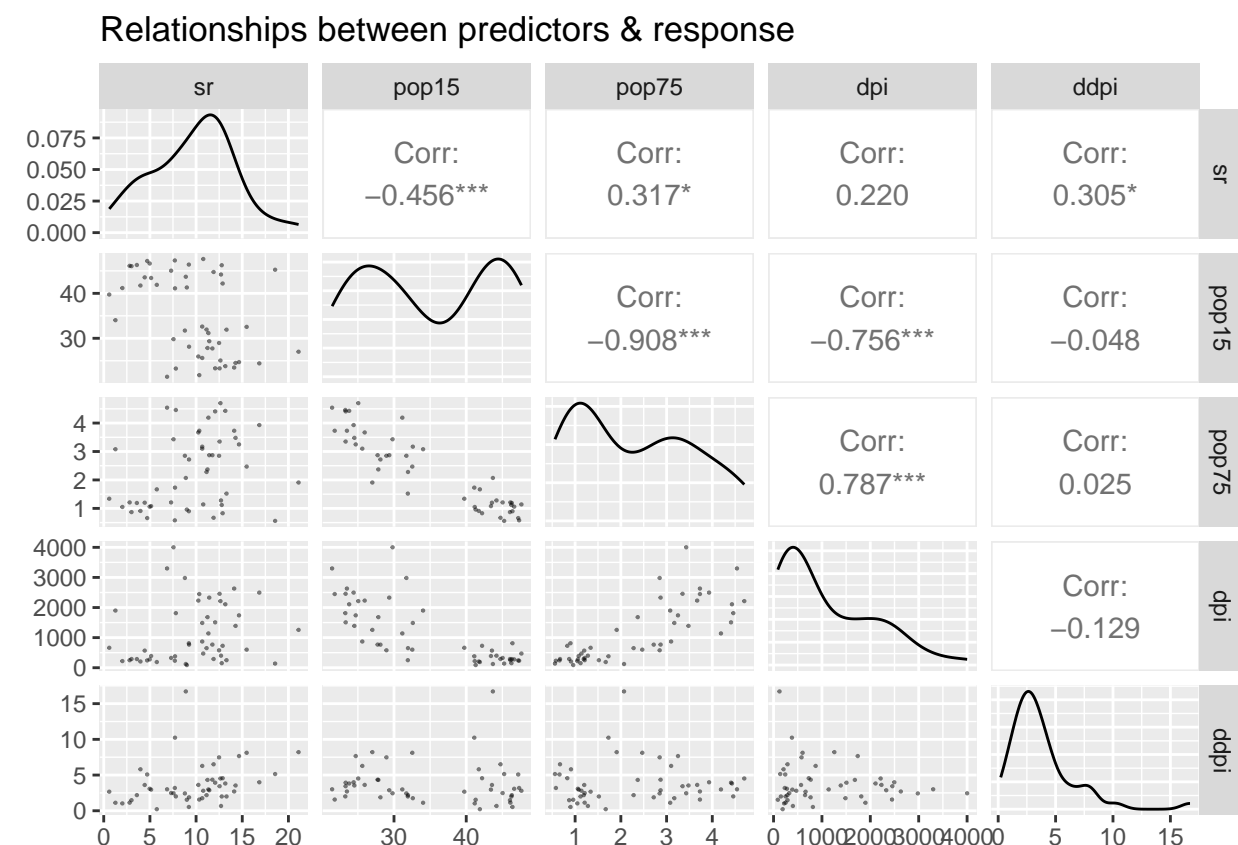 Relationships between predictors & response
sr pop15 pop75 dpi ddpi
0.075
0.050
0.025
0.000
Corr:
−0.456***
Corr:
0.317*
Corr:
0.220
Corr:
0.305*
sr
40
30
Corr:
−0.908***
Corr:
−0.756***
Corr:
−0.048
pop15
4
3
2
1
Corr:
0.787***
Corr:
0.025
pop75
4000
3000
2000
1000
0
Corr:
−0.129
dpi
15
10
5
0
ddpi
0 5 10 15 20 30 40 1 2 3 4 0 1000 2000 3000 4000 0 5 10 15